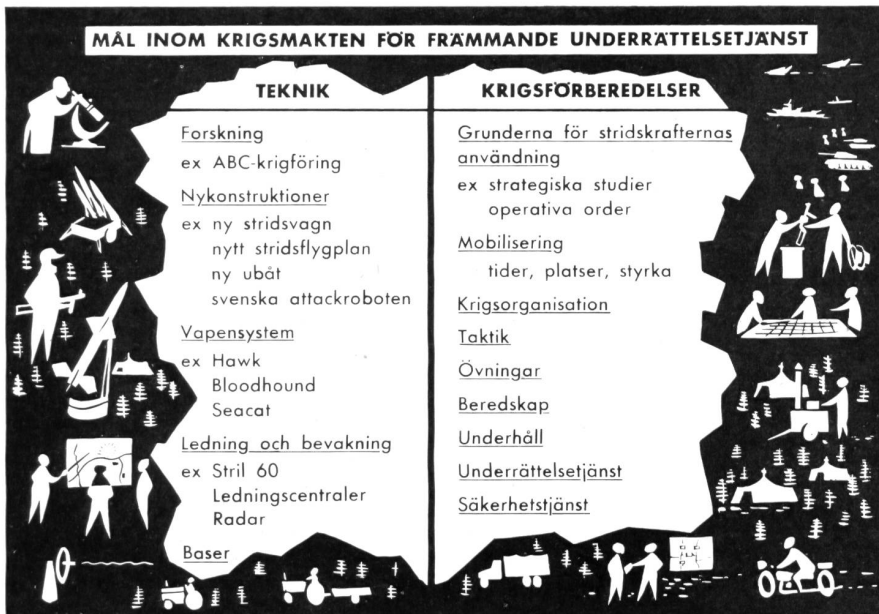 MÅL INOM KRIGSMAKTEN FÖR FRÄMMANDE UNDERRÄTTELSETJÄNST
TEKNIK
Forskning
ex ABC-krigföring
Nykonstruktioner
ex ny stridsvagn
nytt stridsflygplan
ny ubåt
svenska attackroboten
Vapensystem
ex Hawk
Bloodhound
Seacat
Ledning och bevakning
ex Stril 60
Ledningscentraler
Radar
Baser
KRIGSFÖRBEREDELSER
Grunderna för stridskrafternas
användning
ex strategiska studier
operativa order
Mobilisering
tider, platser, styrka
Krigsorganisation
Taktik
Övningar
Beredskap
Underhåll
Underrättelsetjänst
Säkerhetstjänst